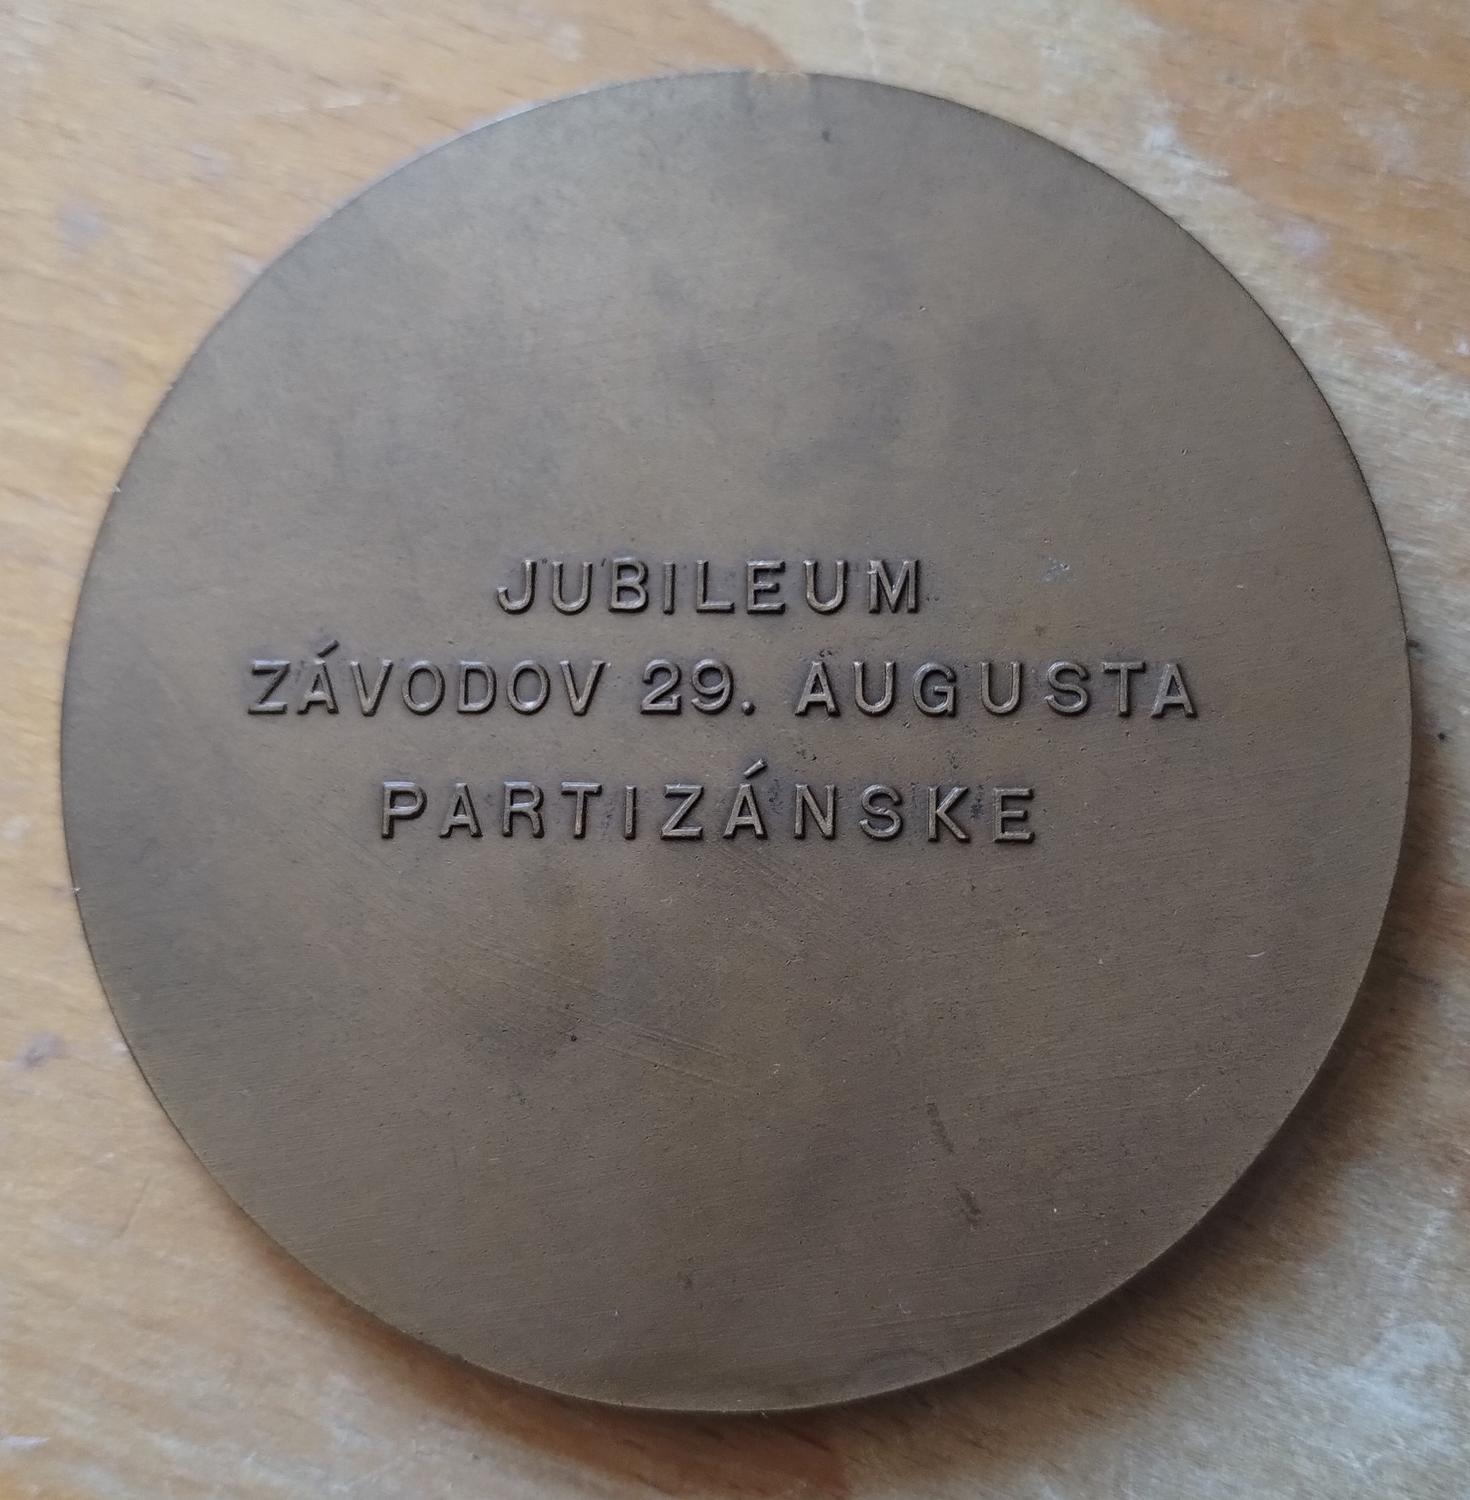 JUBILEUM
ZÁVODOV 29. AUGUSTA
PARTIZÁNSKE